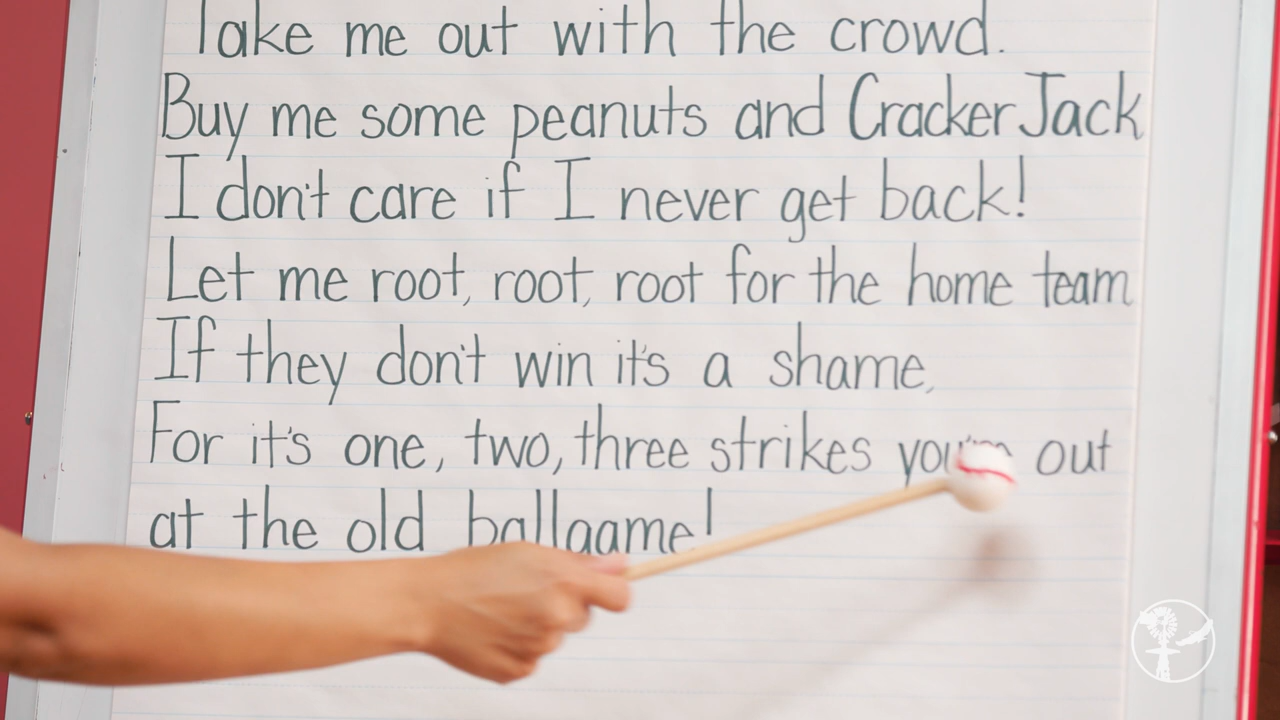 Take me out with the crowd.
Buy me some peanuts and Cracker Jack
I don't care if I never get back!
Let me root, root, root for the home team
If they don't win it's a shame,
For it's one, two, three strikes you're out
at the old ballgame!